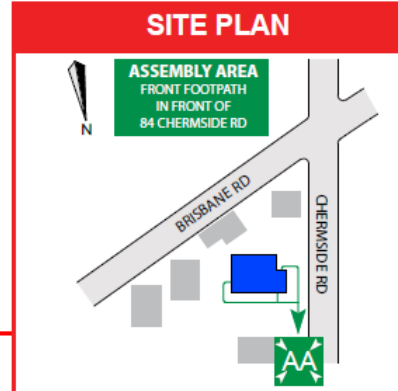 SITE PLAN
ASSEMBLY AREA
FRONT FOOTPATH
IN FRONT OF
84 CHERMSIDE RD
N
BRISBANE RD
CHERMSIDE RD
AA